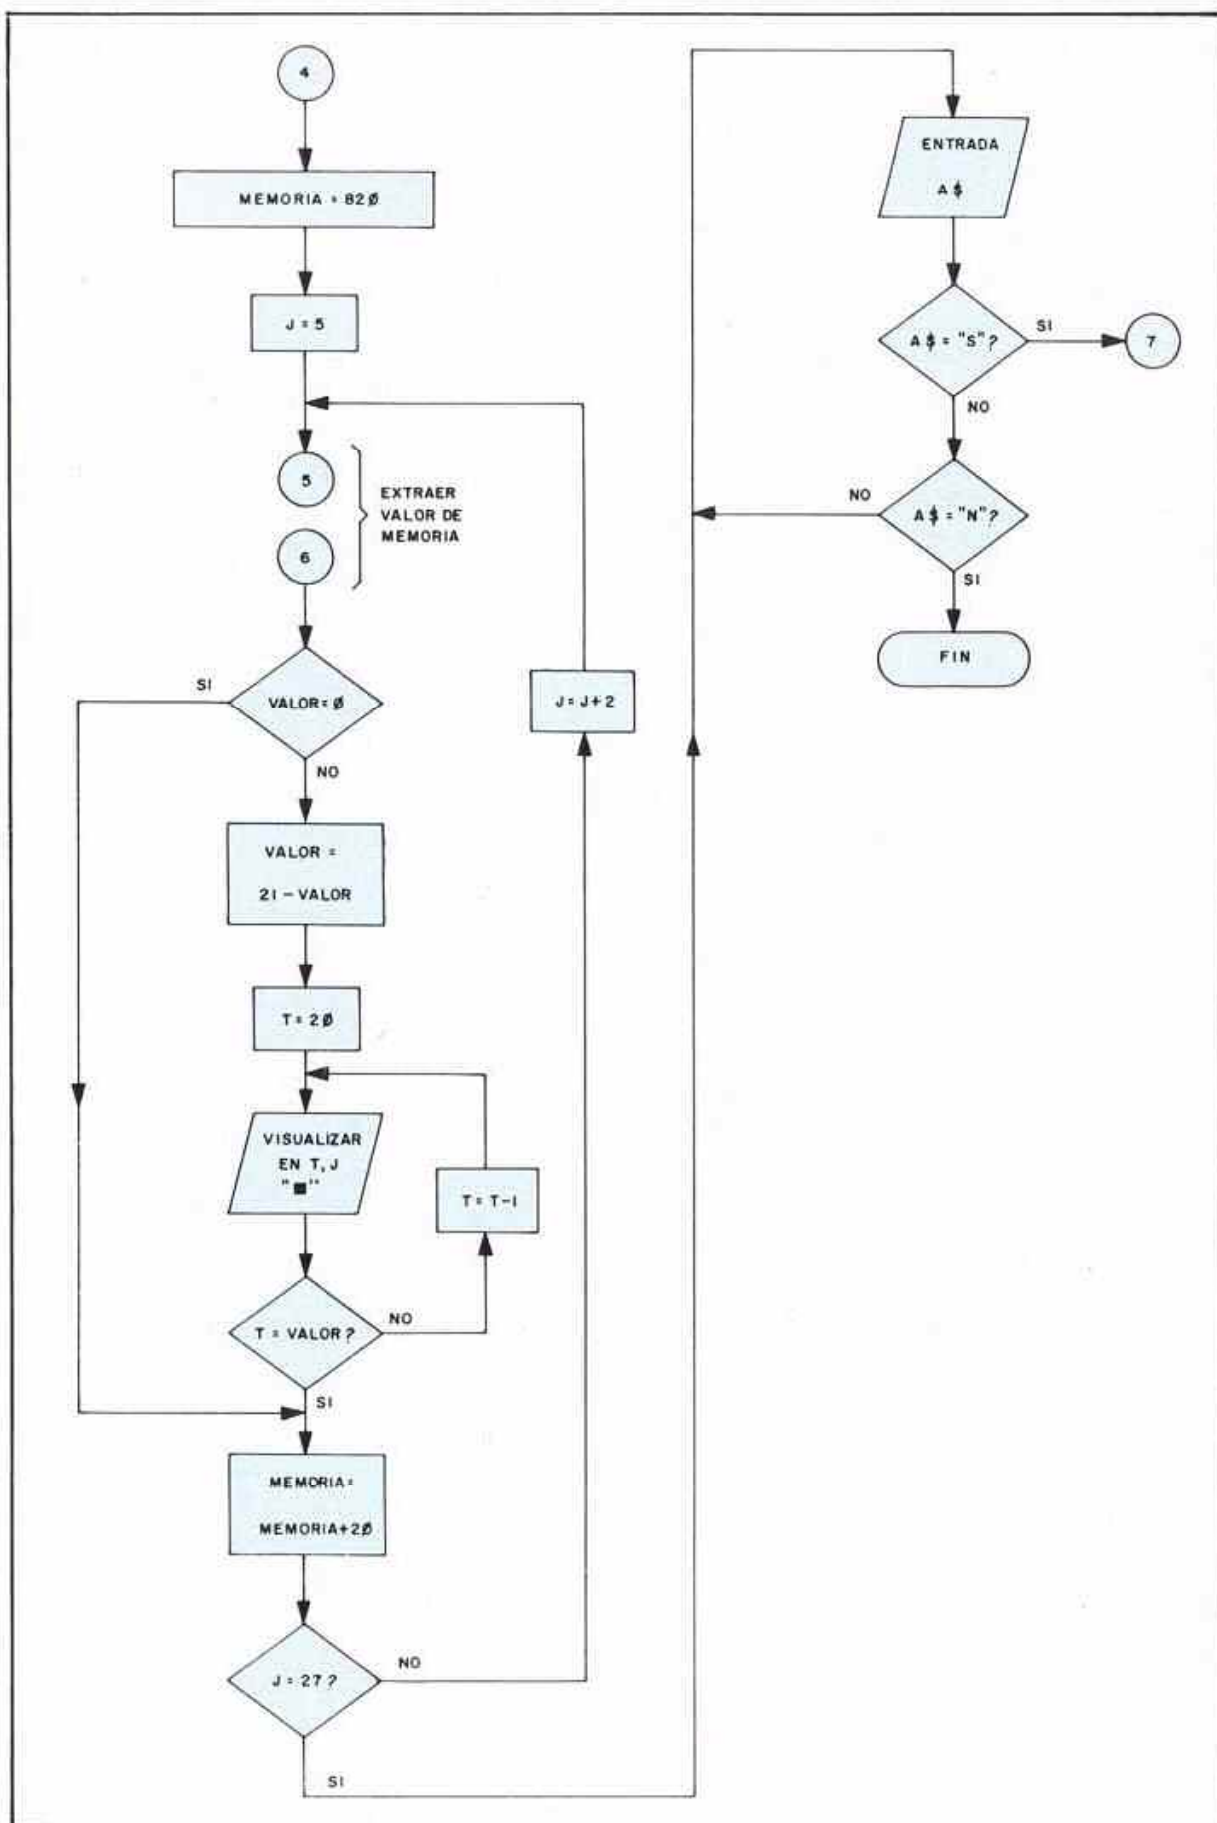 4
MEMORIA = 82Ø
J = 5
5
6
EXTRAER
VALOR DE
MEMORIA
VALOR = Ø
SI
NO
VALOR =
21 - VALOR
T = 2Ø
VISUALIZAR
EN T, J
"■"
T = T-1
T = VALOR?
NO
SI
MEMORIA =
MEMORIA+2Ø
J = 27?
NO
J = J+2
SI
ENTRADA
A$
A$ = "S"?
SI
7
NO
A$ = "N"?
NO
SI
FIN